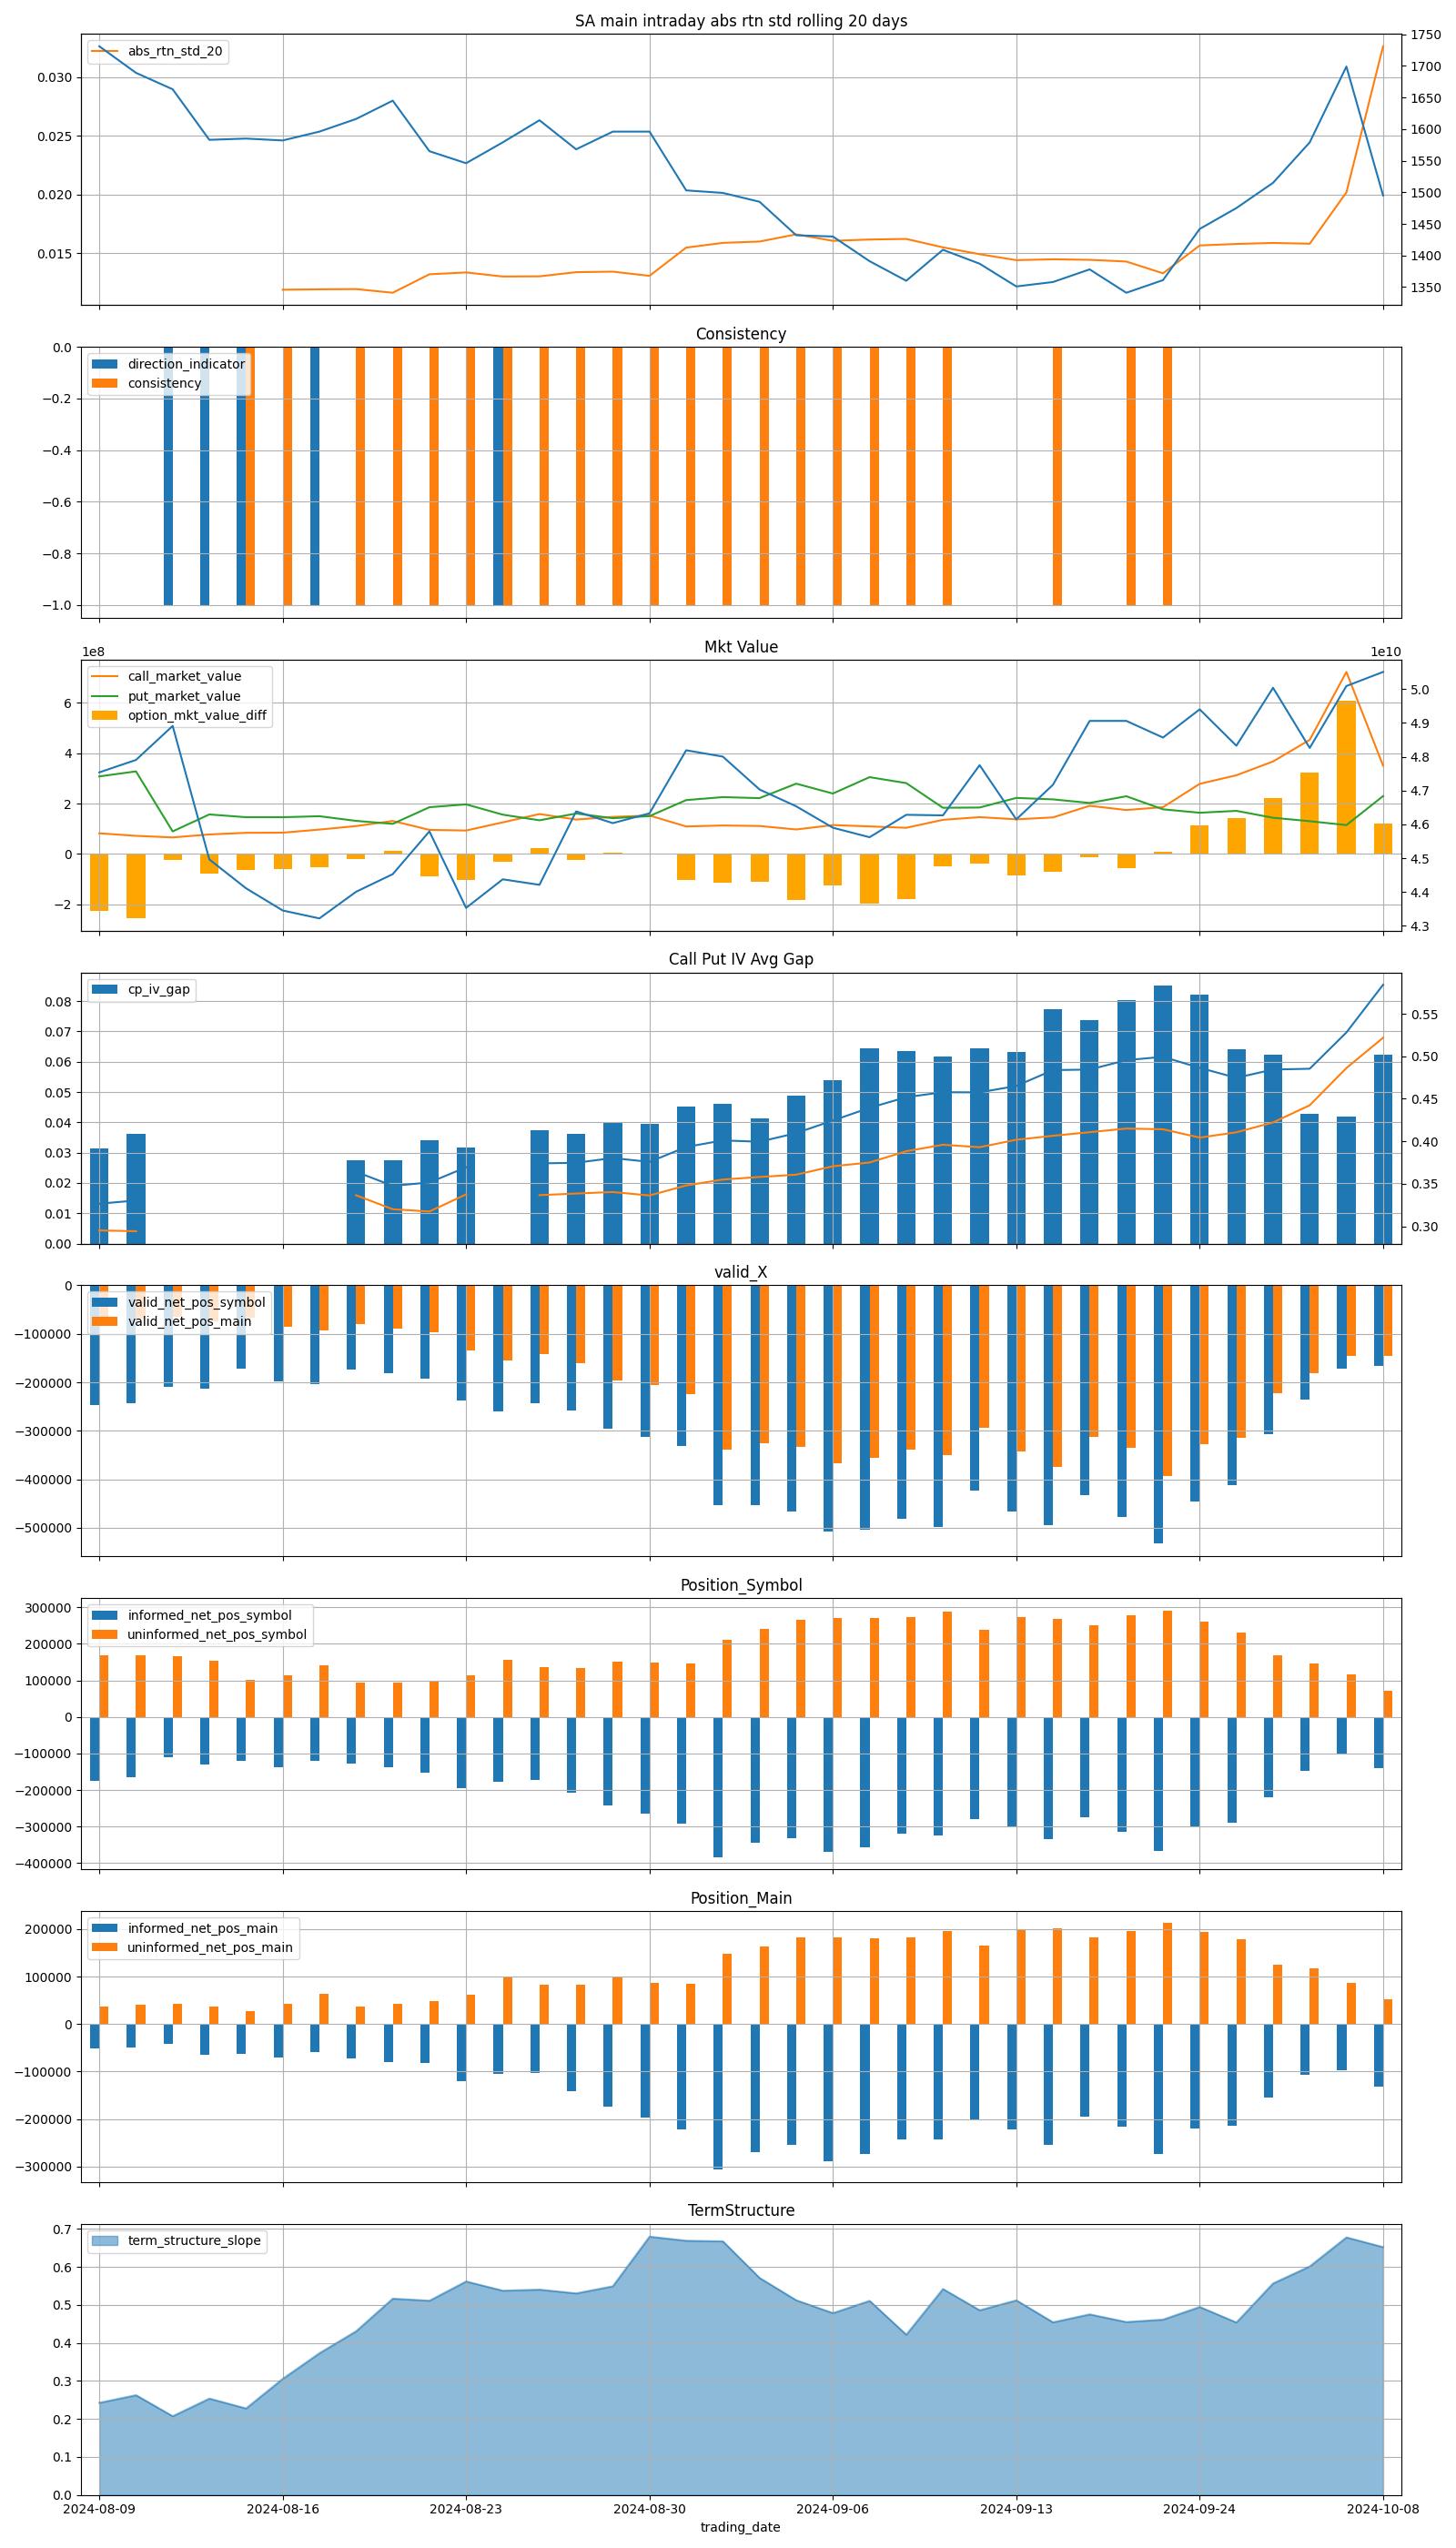 SA main intraday abs rtn std rolling 20 days
abs_rtn_std_20
0.030
0.025
0.020
0.015
1750
1700
1650
1600
1550
1500
1450
1400
1350
Consistency
direction_indicator
consistency
0.0
−0.2
−0.4
−0.6
−0.8
−1.0
Mkt Value
1e8
1e10
call_market_value
put_market_value
option_mkt_value_diff
6
4
2
0
−2
5.0
4.9
4.8
4.7
4.6
4.5
4.4
4.3
Call Put IV Avg Gap
cp_iv_gap
0.08
0.07
0.06
0.05
0.04
0.03
0.02
0.01
0.00
0.55
0.50
0.45
0.40
0.35
0.30
valid_X
valid_net_pos_symbol
valid_net_pos_main
0
−100000
−200000
−300000
−400000
−500000
Position_Symbol
informed_net_pos_symbol
uninformed_net_pos_symbol
300000
200000
100000
0
−100000
−200000
−300000
−400000
Position_Main
informed_net_pos_main
uninformed_net_pos_main
200000
100000
0
−100000
−200000
−300000
TermStructure
term_structure_slope
0.7
0.6
0.5
0.4
0.3
0.2
0.1
0.0
2024-08-09 2024-08-16 2024-08-23 2024-08-30 2024-09-06 2024-09-13 2024-09-24 2024-10-08
trading_date